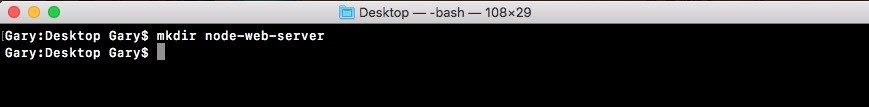 Desktop — -bash — 108×29
[Gary:Desktop Gary$ mkdir node-web-server
Gary:Desktop Gary$